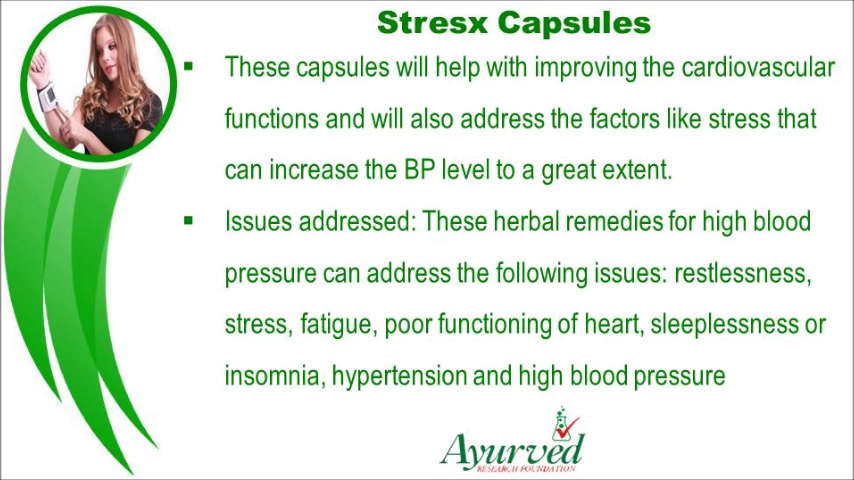 Stresx Capsules
▪ These capsules will help with improving the cardiovascular
functions and will also address the factors like stress that
can increase the BP level to a great extent.
▪ Issues addressed: These herbal remedies for high blood
pressure can address the following issues: restlessness,
stress, fatigue, poor functioning of heart, sleeplessness or
insomnia, hypertension and high blood pressure
Ayurved
RESEARCH FOUNDATION